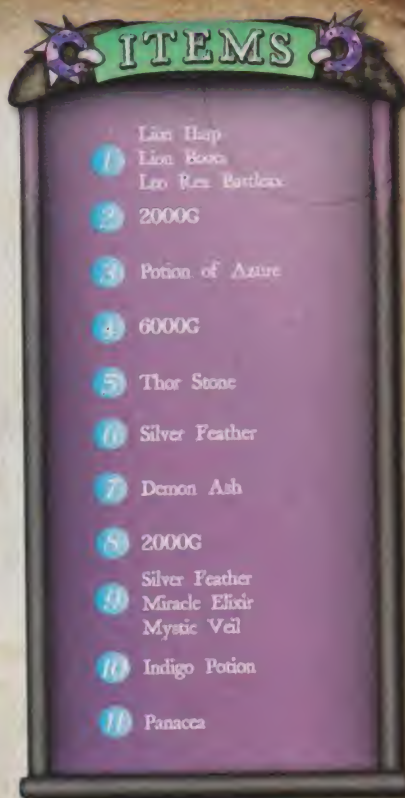 ITEMS
Lion Harp
1 Lion Boots
Leo Rex Battleax
2 2000G
3 Potion of Azure
4 6000G
5 Thor Stone
6 Silver Feather
7 Demon Ash
8 2000G
Silver Feather
9 Miracle Elixir
Mystic Veil
10 Indigo Potion
11 Panacea